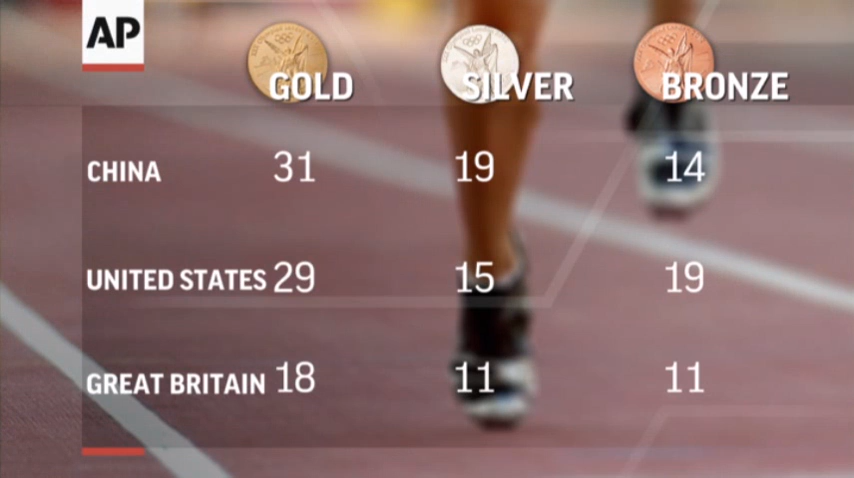 AP
GOLD SILVER BRONZE
CHINA 31 19 14
UNITED STATES 29 15 19
GREAT BRITAIN 18 11 11